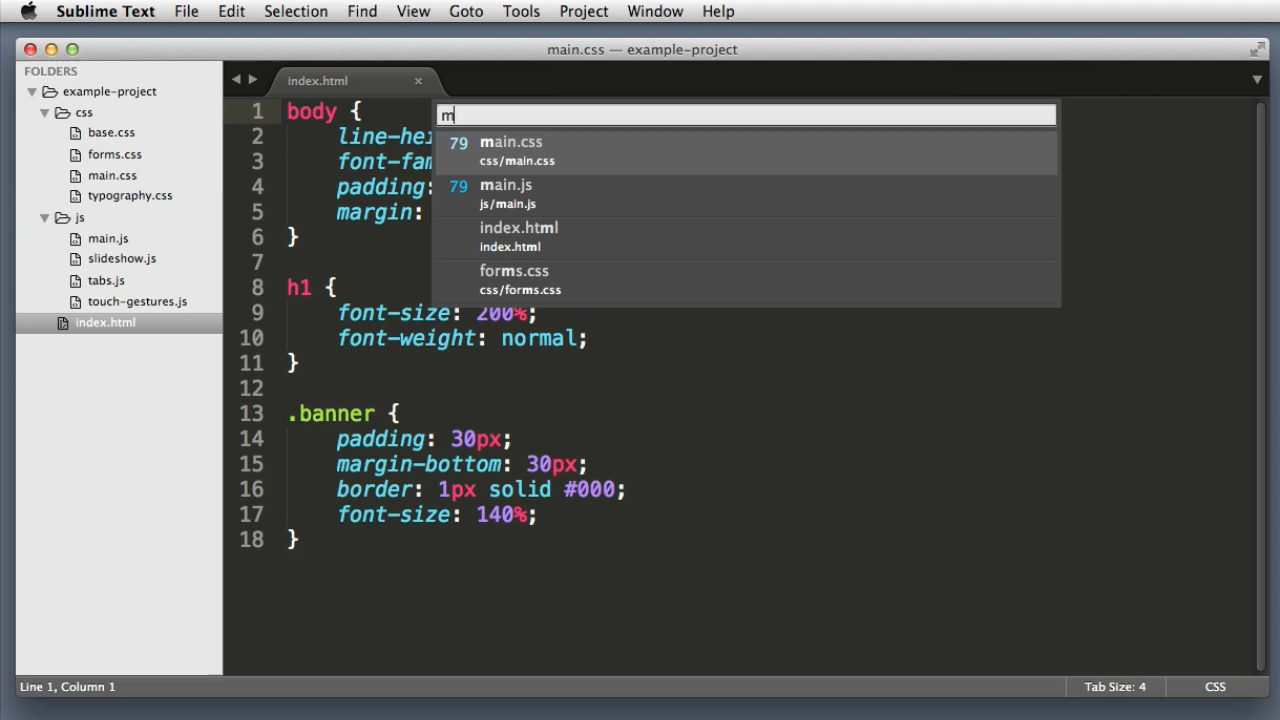 Sublime Text File Edit Selection Find View Goto Tools Project Window Help
main.css — example-project
FOLDERS
example-project
css
base.css
forms.css
main.css
typography.css
js
main.js
slideshow.js
tabs.js
touch-gestures.js
index.html
index.html ×
m
79 main.css
css/main.css
79 main.js
js/main.js
index.html
index.html
forms.css
css/forms.css
1 body {
2 line-hei
3 font-fam
4 padding:
5 margin:
6 }
7
8 h1 {
9 font-size: 200%;
10 font-weight: normal;
11 }
12
13 .banner {
14 padding: 30px;
15 margin-bottom: 30px;
16 border: 1px solid #000;
17 font-size: 140%;
18 }
Line 1, Column 1 Tab Size: 4 CSS